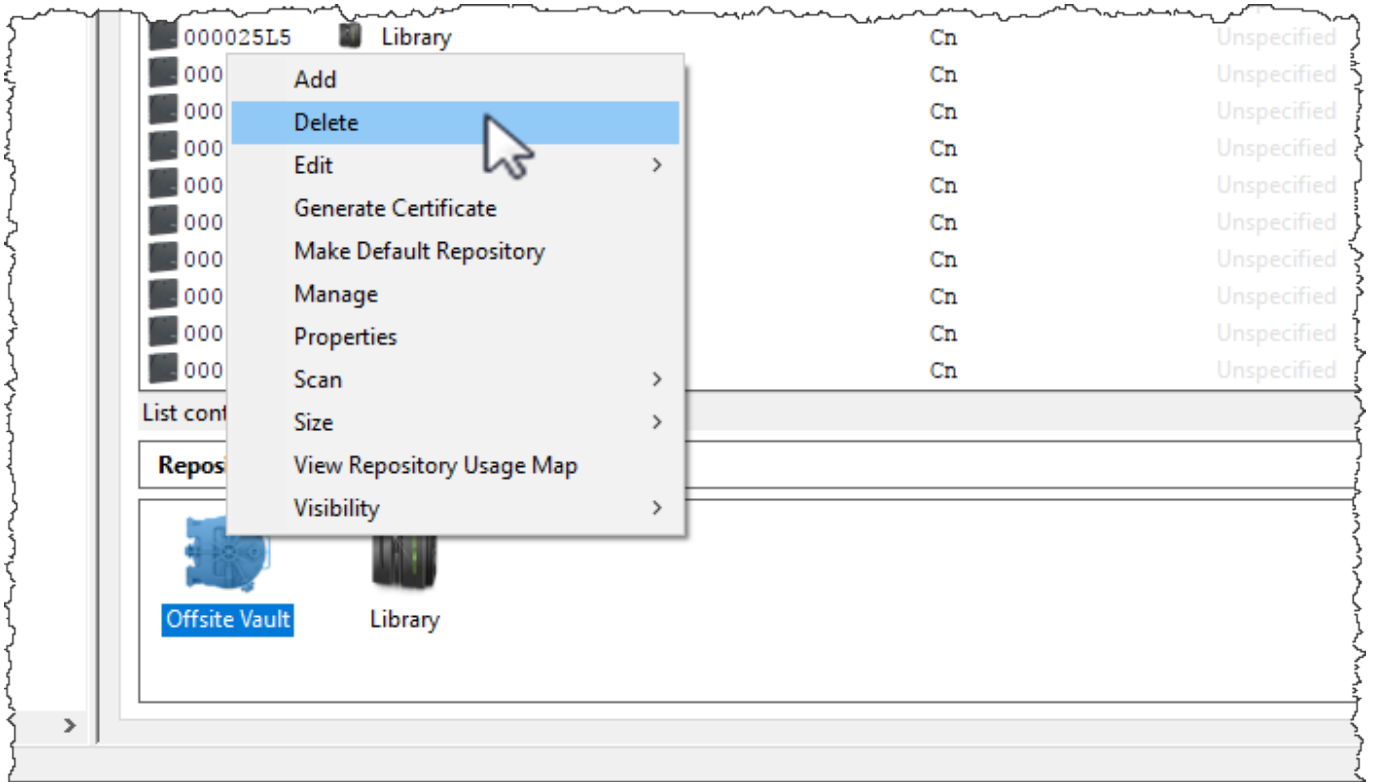 000025L5 Library Cn Unspecified
000 Cn Unspecified
000 Cn Unspecified
000 Cn Unspecified
000 Cn Unspecified
000 Cn Unspecified
000 Cn Unspecified
000 Cn Unspecified
000 Cn Unspecified
000 Cn Unspecified
Add
Delete
Edit
Generate Certificate
Make Default Repository
Manage
Properties
Scan
Size
View Repository Usage Map
Visibility
List cont
Reposi
Offsite Vault Library